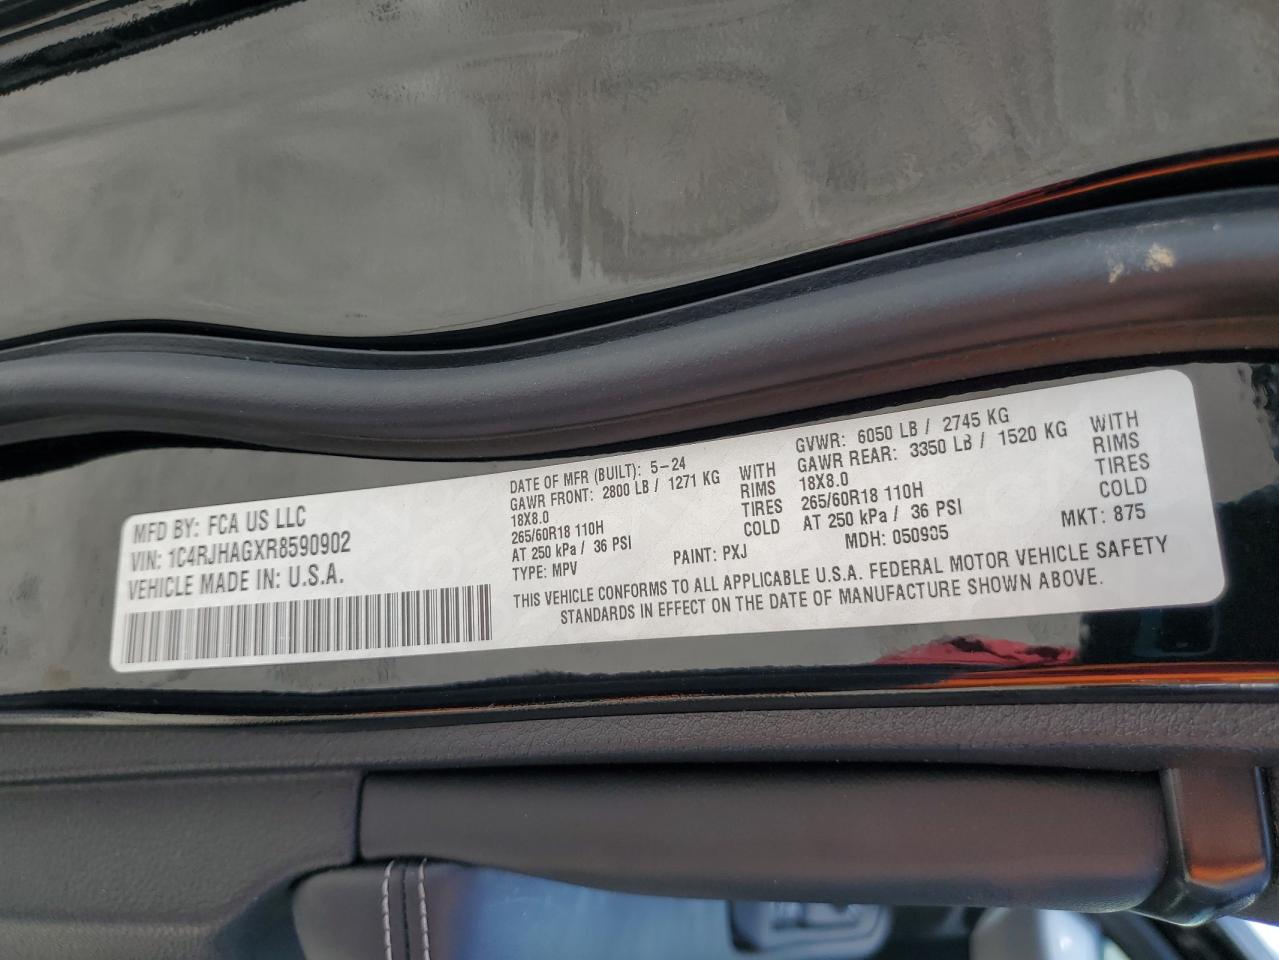 MFD BY: FCA US LLC
VIN: 1C4RJHAGXR8590902
VEHICLE MADE IN: U.S.A.
DATE OF MFR (BUILT): 5-24
GAWR FRONT: 2800 LB / 1271 KG WITH
18X8.0 RIMS
265/60R18 110H TIRES
AT 250 kPa / 36 PSI COLD
TYPE: MPV PAINT: PXJ
GVWR: 6050 LB / 2745 KG
GAWR REAR: 3350 LB / 1520 KG WITH
18X8.0 RIMS
265/60R18 110H TIRES
AT 250 kPa / 36 PSI COLD
MDH: 050905 MKT: 875
THIS VEHICLE CONFORMS TO ALL APPLICABLE U.S.A. FEDERAL MOTOR VEHICLE SAFETY
STANDARDS IN EFFECT ON THE DATE OF MANUFACTURE SHOWN ABOVE.